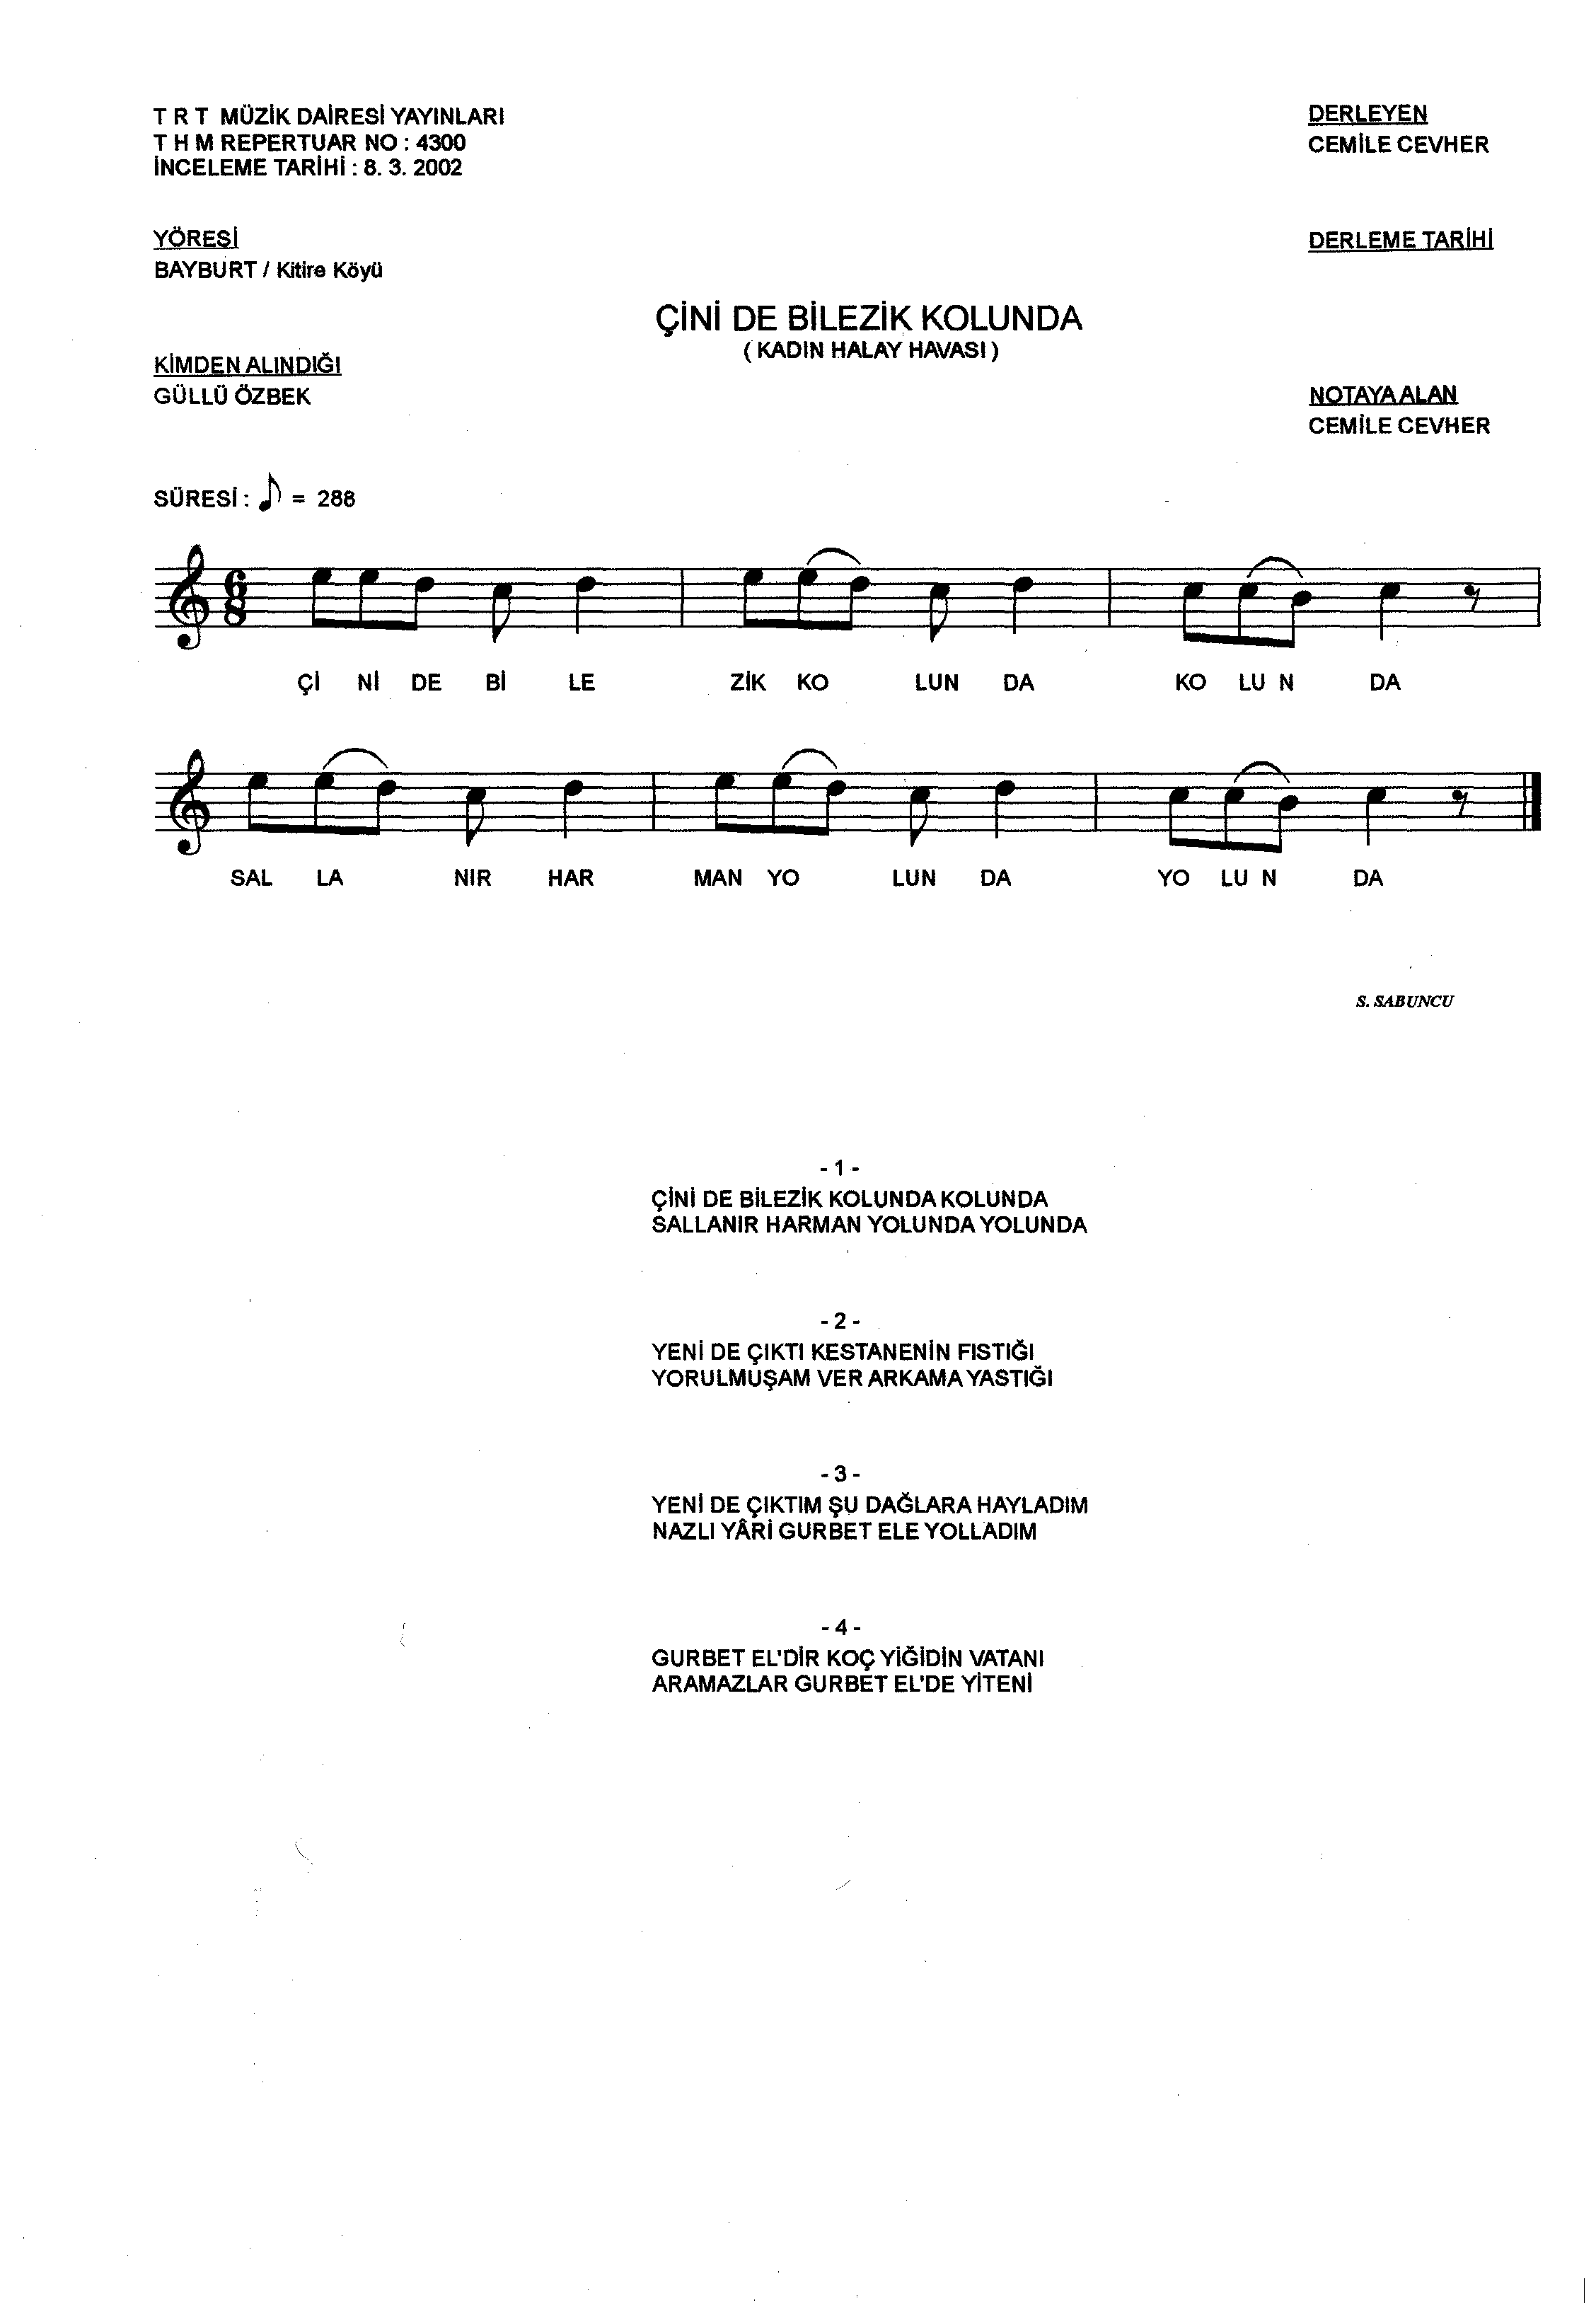 T R T MÜZİK DAİRESİ YAYINLARI
T H M REPERTUAR NO : 4300
İNCELEME TARİHİ : 8. 3. 2002
DERLEYEN
CEMİLE CEVHER
YÖRESİ
BAYBURT / Kitire Köyü
DERLEME TARİHİ
ÇİNİ DE BİLEZİK KOLUNDA
( KADIN HALAY HAVASI )
KİMDEN ALINDIĞI
GÜLLÜ ÖZBEK
NOTAYA ALAN
CEMİLE CEVHER
SÜRESİ : ♪ = 288
6
8
Çİ Nİ DE Bİ LE ZİK KO LUN DA KO LU N DA
SAL LA NIR HAR MAN YO LUN DA YO LU N DA
S. SABUNCU
- 1 -
ÇİNİ DE BİLEZİK KOLUNDA KOLUNDA
SALLANIR HARMAN YOLUNDA YOLUNDA
- 2 -
YENİ DE ÇIKTI KESTANENİN FISTIĞI
YORULMUŞAM VER ARKAMA YASTIĞI
- 3 -
YENİ DE ÇIKTIM ŞU DAĞLARA HAYLADIM
NAZLI YÂRİ GURBET ELE YOLLADIM
- 4 -
GURBET EL'DİR KOÇ YİĞİDİN VATANI
ARAMAZLAR GURBET EL'DE YİTENİ